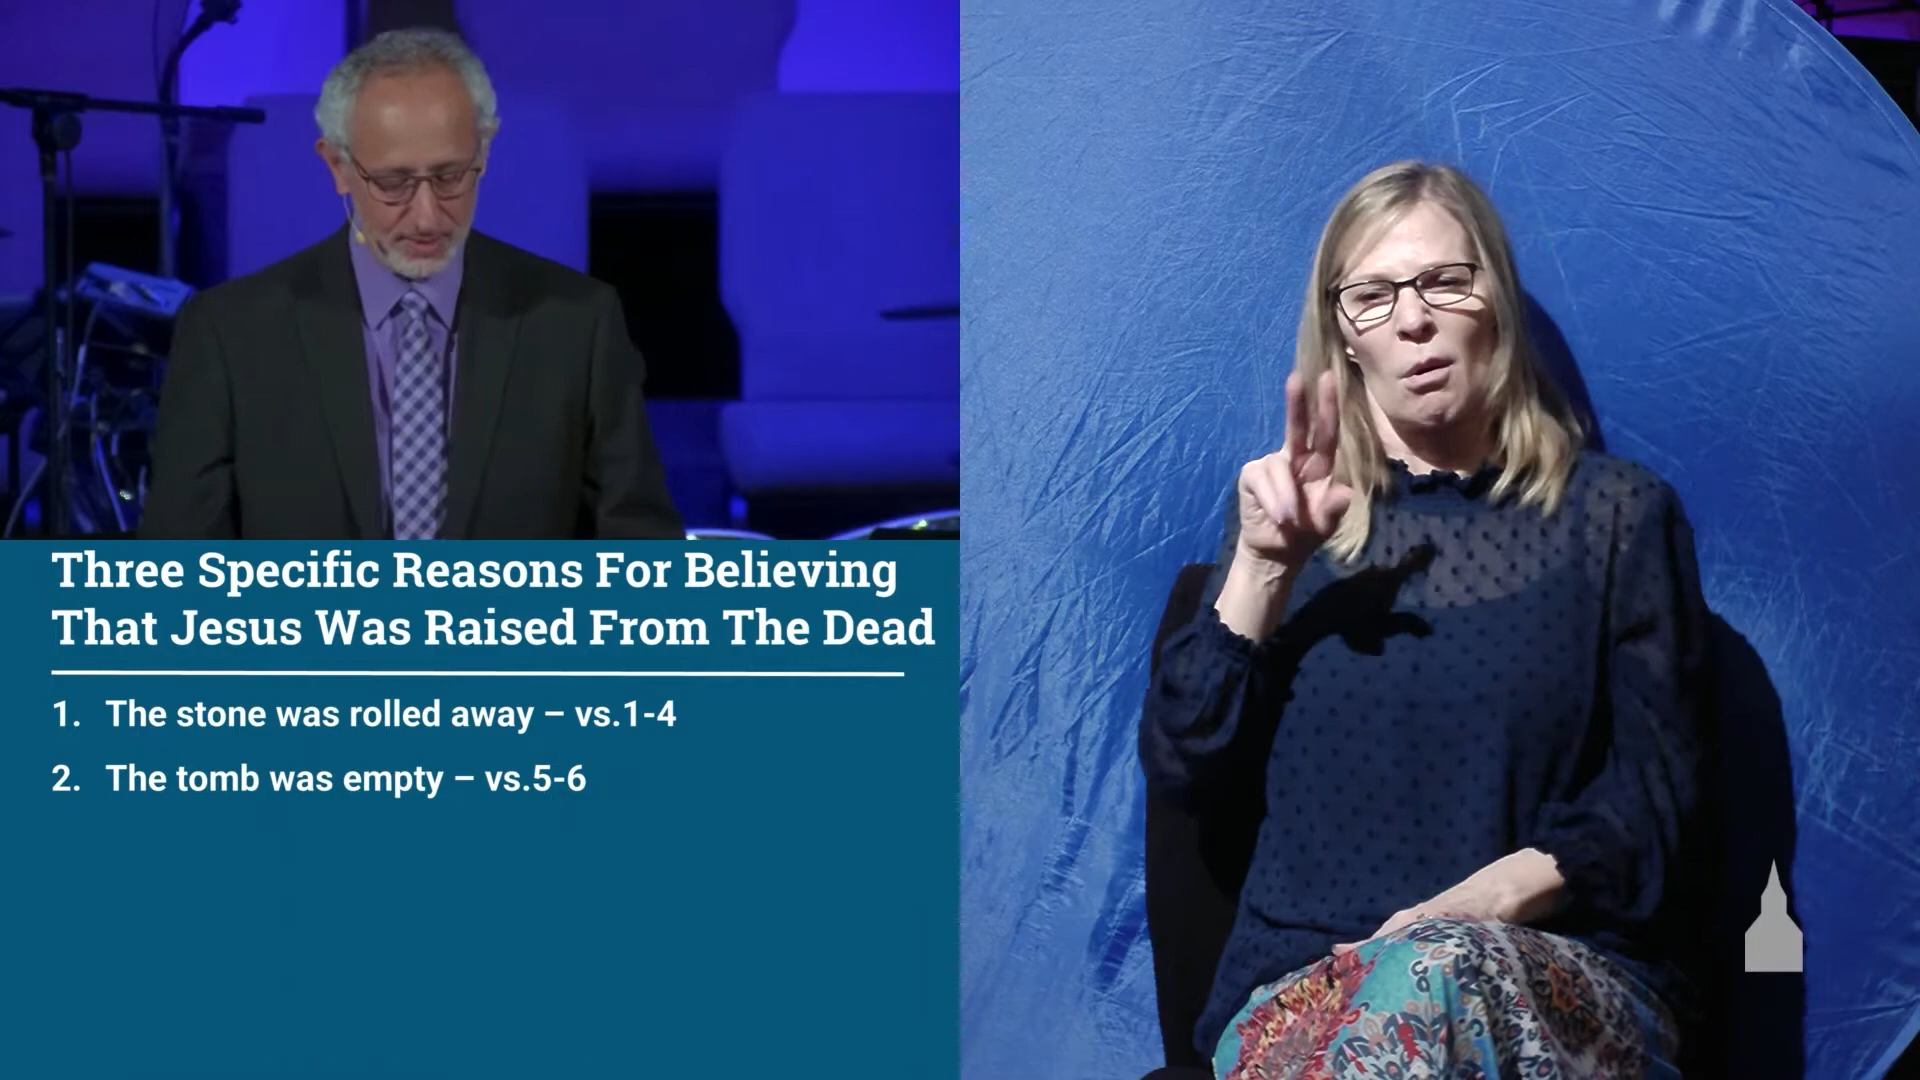 Three Specific Reasons For Believing
That Jesus Was Raised From The Dead
1. The stone was rolled away – vs.1-4
2. The tomb was empty – vs.5-6